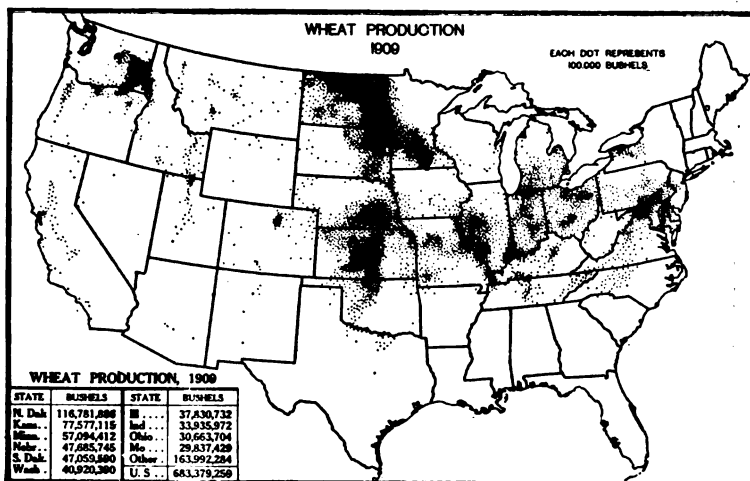 WHEAT PRODUCTION
1909
EACH DOT REPRESENTS
100,000 BUSHELS
WHEAT PRODUCTION, 1909
STATE BUSHELS STATE BUSHELS
N. Dak 116,781,886 Ill .... 37,830,732
Kans.. 77,577,115 Ind ... 33,935,972
Minn.. 57,094,412 Ohio .. 30,663,704
Nebr.. 47,685,745 Mo ... 29,837,429
S. Dak. 47,059,590 Other . 163,992,284
Wash . 40,920,390 U. S .. 683,379,259